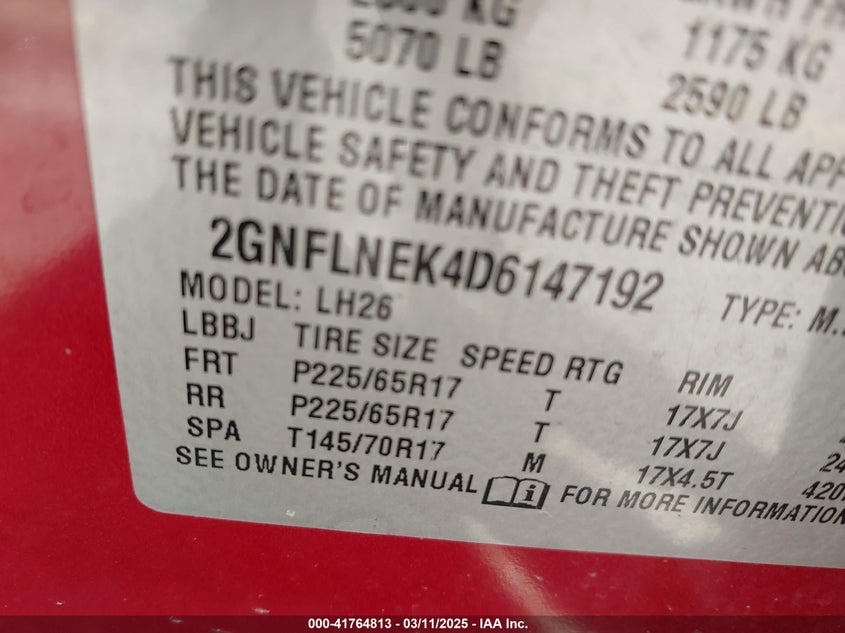 KG
5070 LB
1175 KG
2590 LB
THIS VEHICLE CONFORMS TO ALL
VEHICLE SAFETY AND THEFT
THE DATE OF MANUFACTURE SHOWN
2GNFLNEK4D6147192 TYPE: M.
MODEL: LH26
LBBJ TIRE SIZE SPEED RTG RIM
FRT P225/65R17 T 17X7J
RR P225/65R17 T 17X7J
SPA T145/70R17 M 17X4.5T
SEE OWNER'S MANUAL i FOR MORE INFORMATION
000-41764813 - 03/11/2025 - IAA Inc.